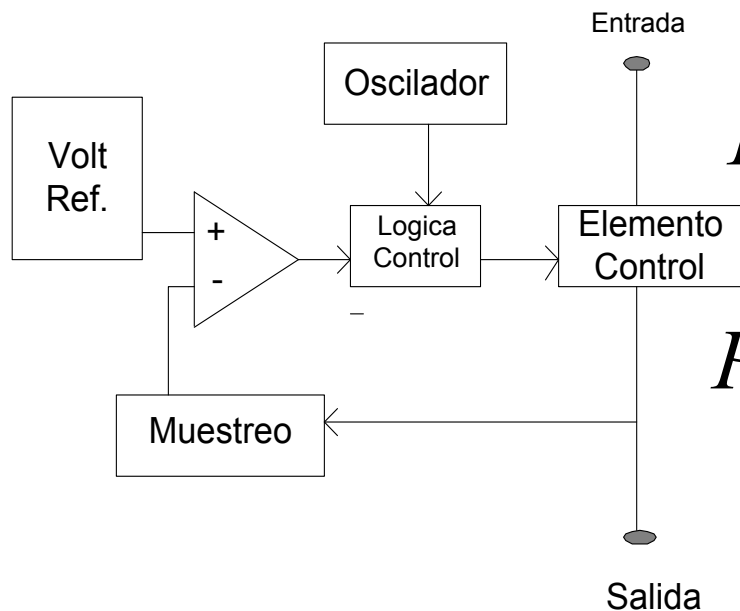 Entrada
Oscilador
Volt
Ref.
+
-
Logica
Control
Elemento
Control
Muestreo
Salida